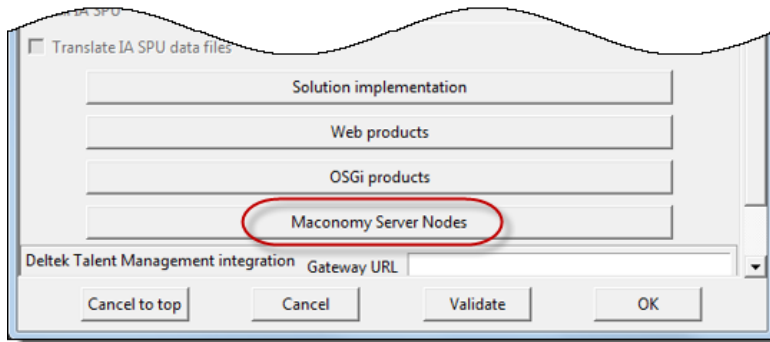 Translate IA SPU data files
Solution implementation
Web products
OSGi products
Maconomy Server Nodes
Deltek Talent Management integration Gateway URL
Cancel to top Cancel Validate OK